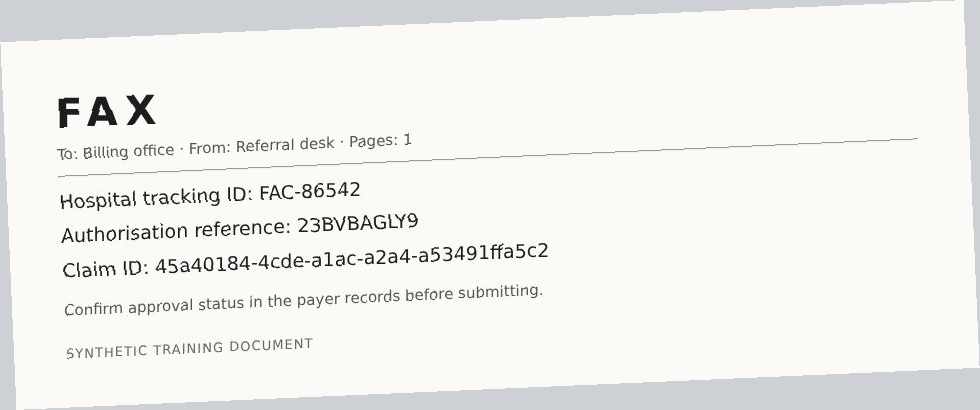 FAX
To: Billing office · From: Referral desk · Pages: 1
Hospital tracking ID: FAC-86542
Authorisation reference: 23BVBAGLY9
Claim ID: 45a40184-4cde-a1ac-a2a4-a53491ffa5c2
Confirm approval status in the payer records before submitting.
SYNTHETIC TRAINING DOCUMENT